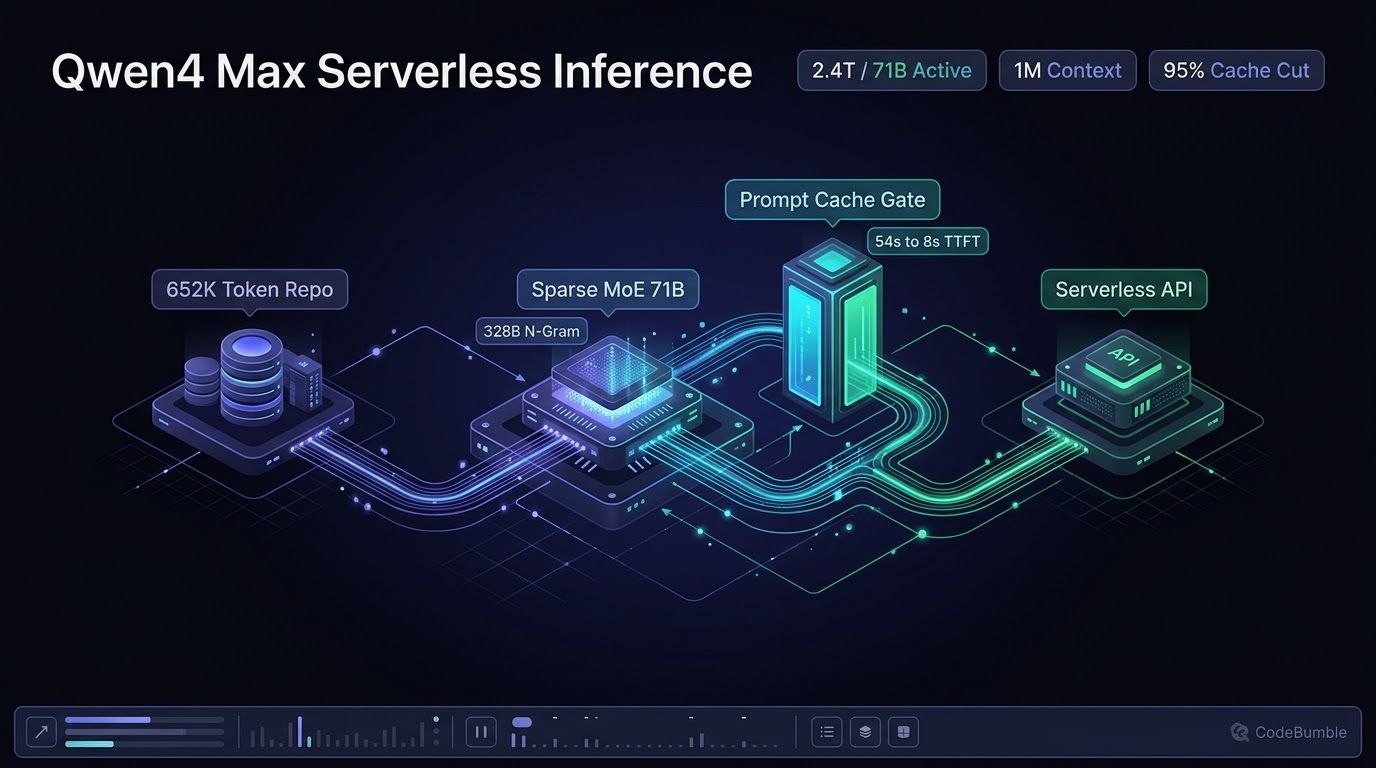 Qwen4 Max Serverless Inference
2.4T / 71B Active
1M Context
95% Cache Cut
Prompt Cache Gate
54s to 8s TTFT
652K Token Repo
Sparse MoE 71B
328B N-Gram
Serverless API
API
CodeBumble